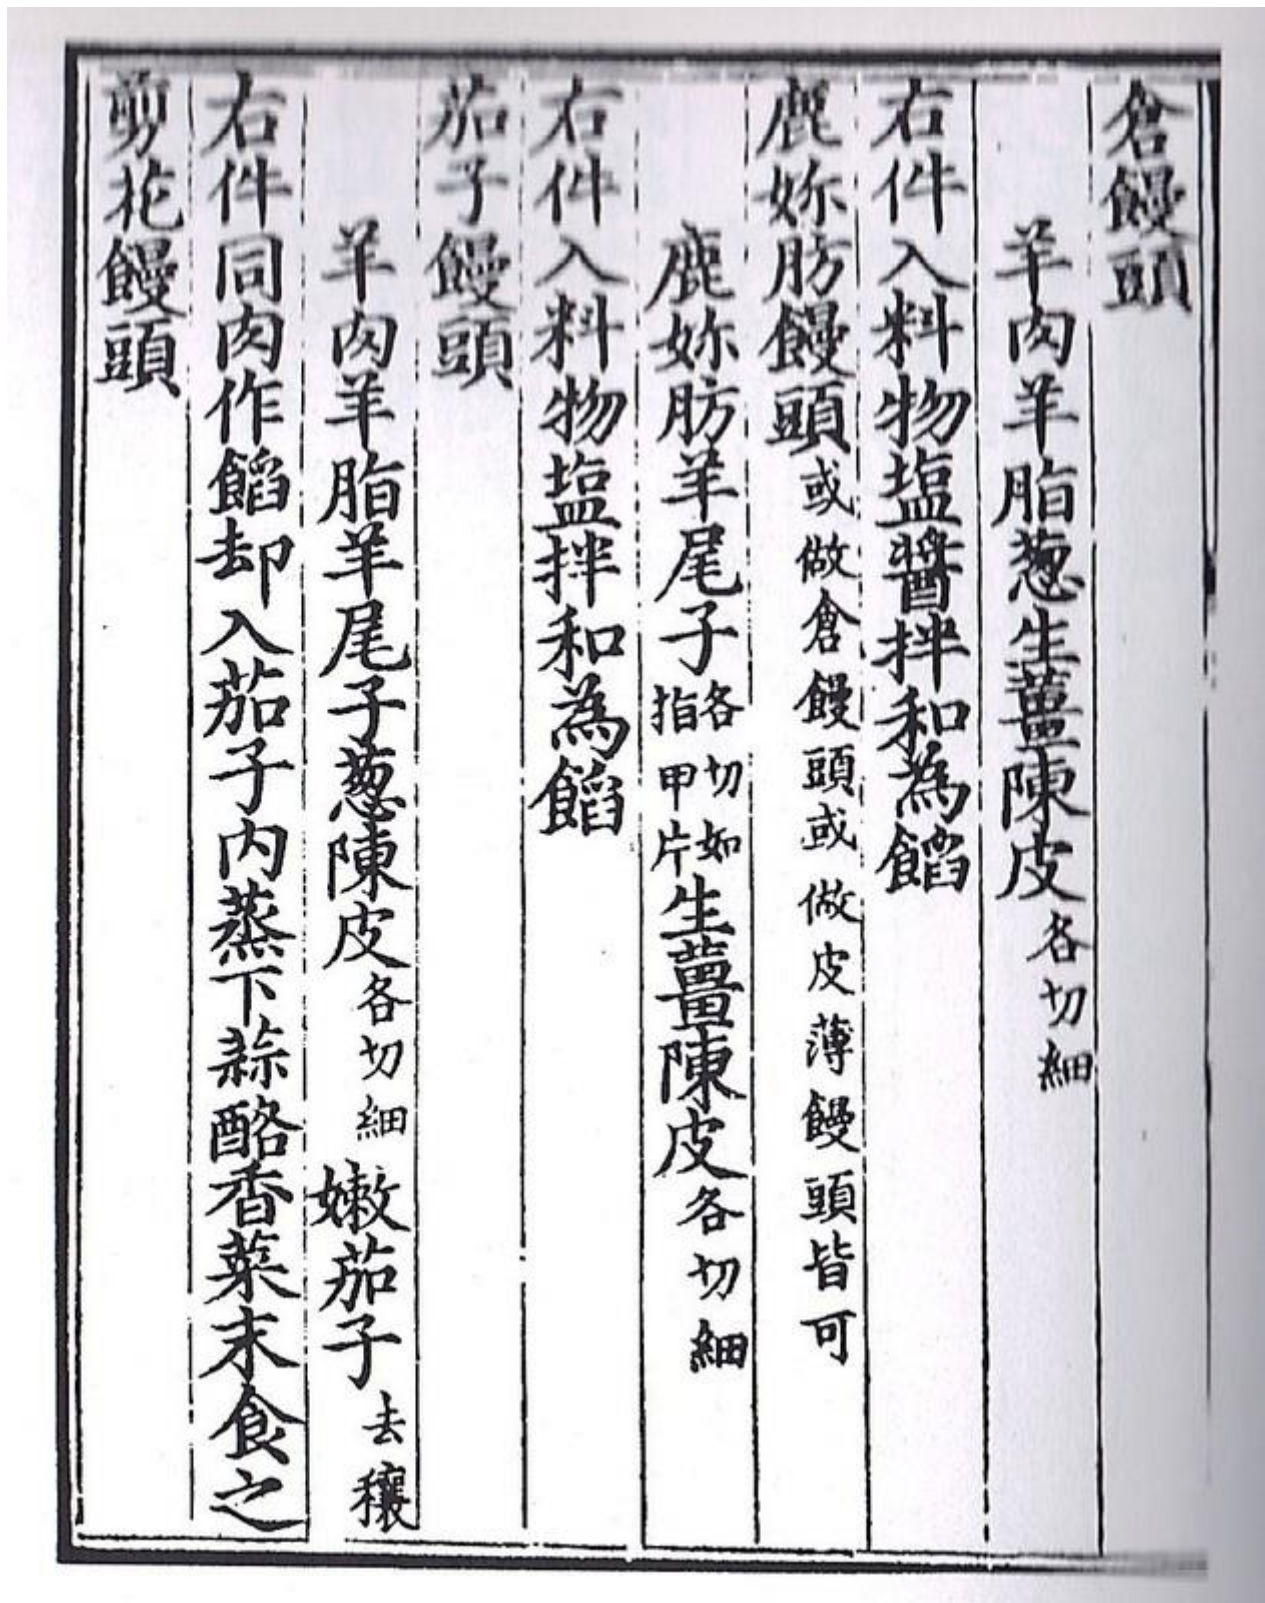 倉饅頭
羊肉羊脂葱生薑陳皮各切細
右件入料物塩醬拌和為餡
鹿妳肪饅頭或做倉饅頭或做皮薄饅頭皆可
鹿妳肪羊尾子各切如指甲片生薑陳皮各切細
右件入料物塩拌和為餡
茄子饅頭
羊肉羊脂羊尾子葱陳皮各切細嫩茄子去穰
右件同肉作餡却入茄子内蒸下蒜酪香菜末食之
剪花饅頭